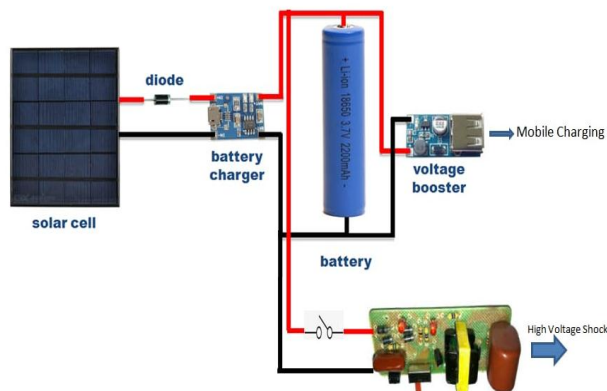 diode
Mobile Charging
battery
charger
voltage
booster
solar cell
+ Li-ion 18650 3.7V 2200mAh -
battery
High Voltage Shock